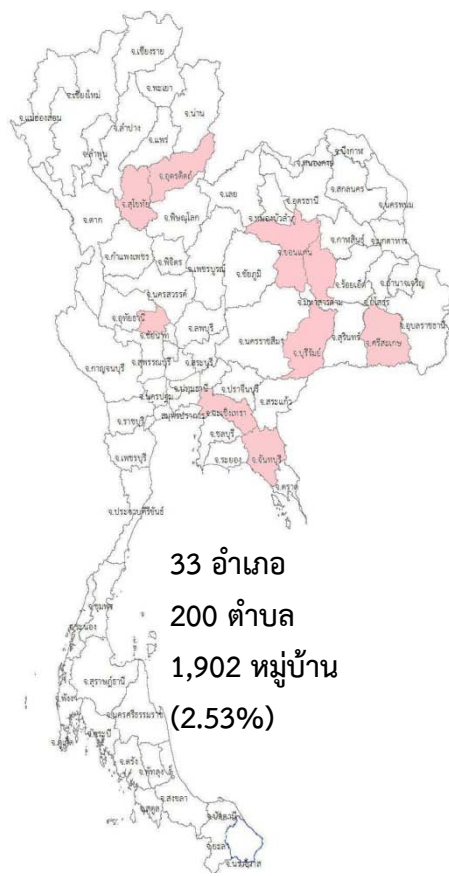 จ.เชียงราย
จ.พะเยา
จ.เชียงใหม่
จ.แม่ฮ่องสอน
จ.น่าน
จ.ลำปาง
จ.แพร่
จ.ลำพูน
จ.อุตรดิตถ์
จ.สุโขทัย
จ.ตาก
จ.พิษณุโลก
จ.เลย
จ.หนองบัวลำภู
จ.อุดรธานี
จ.หนองคาย
จ.บึงกาฬ
จ.สกลนคร
จ.นครพนม
จ.กำแพงเพชร
จ.พิจิตร
จ.เพชรบูรณ์
จ.ขอนแก่น
จ.กาฬสินธุ์
จ.มุกดาหาร
จ.ชัยภูมิ
จ.ร้อยเอ็ด
จ.อำนาจเจริญ
จ.มหาสารคาม
จ.ยโสธร
จ.นครสวรรค์
จ.อุทัยธานี
จ.ชัยนาท
จ.ลพบุรี
จ.นครราชสีมา
จ.บุรีรัมย์
จ.สุรินทร์
จ.ศรีสะเกษ
จ.อุบลราชธานี
จ.กาญจนบุรี
จ.สุพรรณบุรี
จ.สระบุรี
จ.นครปฐม
จ.ปทุมธานี
จ.ปราจีนบุรี
จ.สระแก้ว
จ.ฉะเชิงเทรา
จ.ราชบุรี
จ.ชลบุรี
จ.จันทบุรี
จ.เพชรบุรี
จ.ระยอง
จ.ตราด
จ.ประจวบคีรีขันธ์
33 อำเภอ
200 ตำบล
1,902 หมู่บ้าน
(2.53%)
จ.ชุมพร
จ.ระนอง
จ.สุราษฎ์ธานี
จ.พังงา
จ.นครศรีธรรมราช
จ.กระบี่
จ.ภูเก็ต
จ.ตรัง
จ.พัทลุง
จ.สงขลา
จ.สตูล
จ.ปัตตานี
จ.ยะลา
จ.นราธิวาส